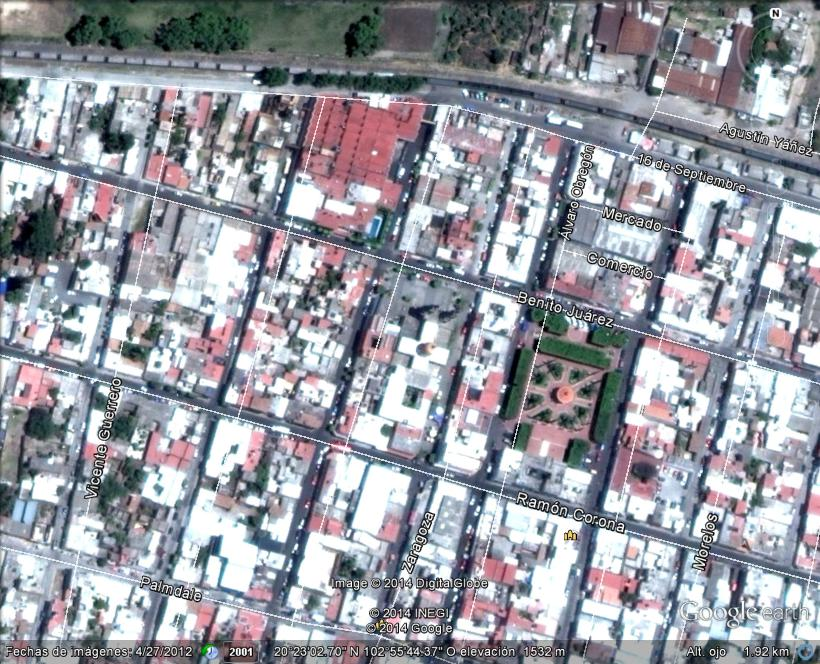 N
Agustín Yáñez
16 de Septiembre
Alvaro Obregón
Mercado
Comercio
Benito Juárez
Vicente Guerrero
Ramón Corona
Zaragoza
Morelos
Palmdale
Image © 2014 DigitalGlobe
© 2014 INEGI
© 2014 Google
Google earth
Fechas de imágenes: 4/27/2012 2001 20°23'02.70" N 102°55'44.37" O elevación 1532 m Alt. ojo 1.92 km